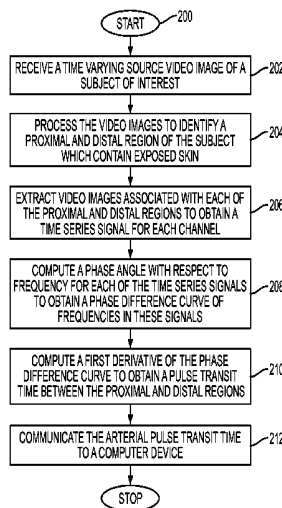 START
200
RECEIVE A TIME VARYING SOURCE VIDEO IMAGE OF A
SUBJECT OF INTEREST
202
PROCESS THE VIDEO IMAGES TO IDENTIFY A
PROXIMAL AND DISTAL REGION OF THE SUBJECT
WHICH CONTAIN EXPOSED SKIN
204
EXTRACT VIDEO IMAGES ASSOCIATED WITH EACH OF
THE PROXIMAL AND DISTAL REGIONS TO OBTAIN A
TIME SERIES SIGNAL FOR EACH CHANNEL
206
COMPUTE A PHASE ANGLE WITH RESPECT TO
FREQUENCY FOR EACH OF THE TIME SERIES SIGNALS
TO OBTAIN A PHASE DIFFERENCE CURVE OF
FREQUENCIES IN THESE SIGNALS
208
COMPUTE A FIRST DERIVATIVE OF THE PHASE
DIFFERENCE CURVE TO OBTAIN A PULSE TRANSIT
TIME BETWEEN THE PROXIMAL AND DISTAL REGIONS
210
COMMUNICATE THE ARTERIAL PULSE TRANSIT TIME
TO A COMPUTER DEVICE
212
STOP